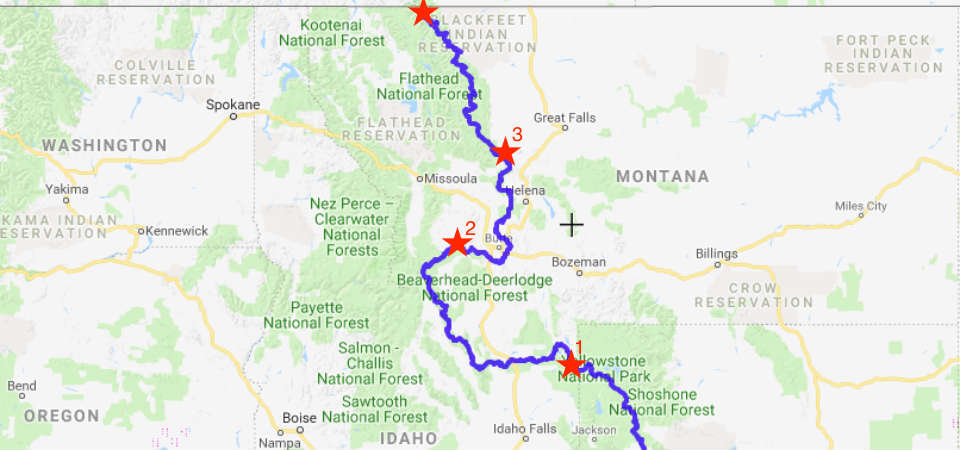 Kootenai
National Forest
BLACKFEET
INDIAN
RESERVATION
FORT PECK
INDIAN
RESERVATION
COLVILLE
RESERVATION
Flathead
National Forest
Spokane
FLATHEAD
RESERVATION
Great Falls
3
WASHINGTON
Missoula
MONTANA
Yakima
Helena
Nez Perce –
Clearwater
National
Forests
KAMA INDIAN
RESERVATION
Kennewick
2
Miles City
Butte
Billings
Bozeman
Beaverhead-Deerlodge
National Forest
CROW
RESERVATION
Payette
National Forest
Salmon -
Challis
National Forest
1
Yellowstone
National Park
Bend
Sawtooth
National Forest
Shoshone
National Forest
OREGON
Boise
Idaho Falls
Jackson
Nampa
IDAHO